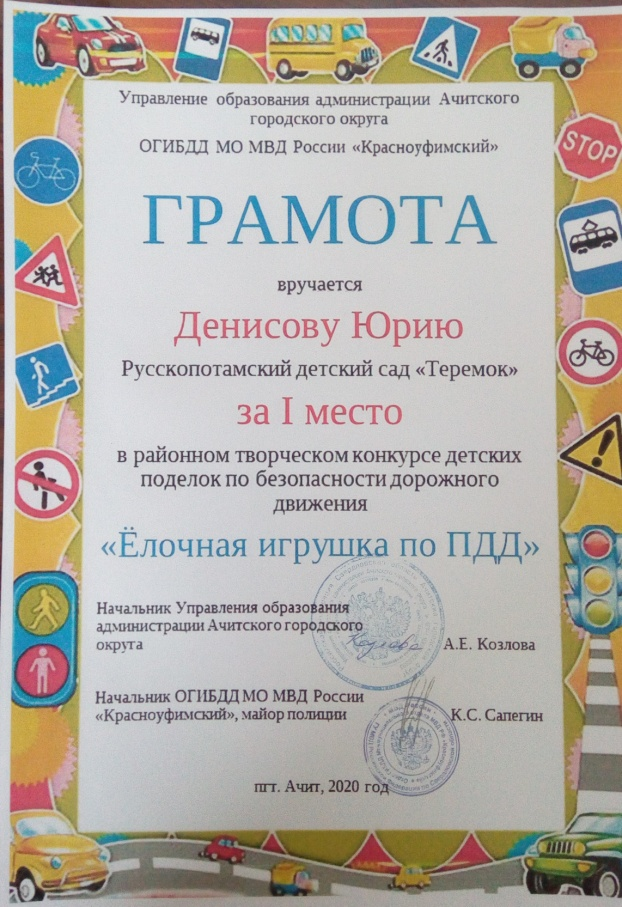 Управление образования администрации Ачитского
городского округа
ОГИБДД МО МВД России «Красноуфимский»
STOP
ГРАМОТА
вручается
Денисову Юрию
Русскопотамский детский сад «Теремок»
за I место
в районном творческом конкурсе детских
поделок по безопасности дорожного
движения
«Ёлочная игрушка по ПДД»
Начальник Управления образования
администрации Ачитского городского
округа
Козлова
А.Е. Козлова
Начальник ОГИБДД МО МВД России
«Красноуфимский», майор полиции
К.С. Сапегин
пгт. Ачит, 2020 год